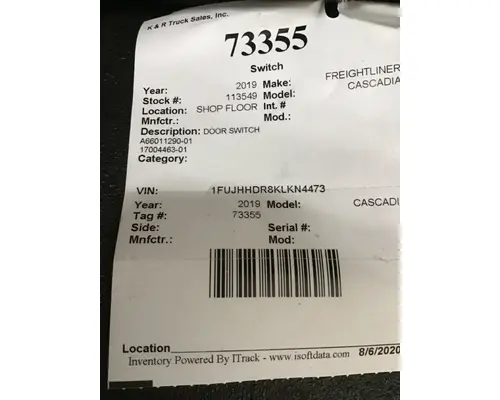 K & R Truck Sales, Inc.
73355
Switch
Year: 2019 Make: FREIGHTLINER
Stock #: 113549 Model: CASCADIA
Location: SHOP FLOOR Int. #
Mnfctr.: Mod.:
Description: DOOR SWITCH
A66011290-01
17004463-01
Category:
VIN: 1FUJHHDR8KLKN4473
Year: 2019 Model: CASCADI
Tag #: 73355
Side: Serial #:
Mnfctr.: Mod:
Location
Inventory Powered By ITrack - www.isoftdata.com 8/6/2020